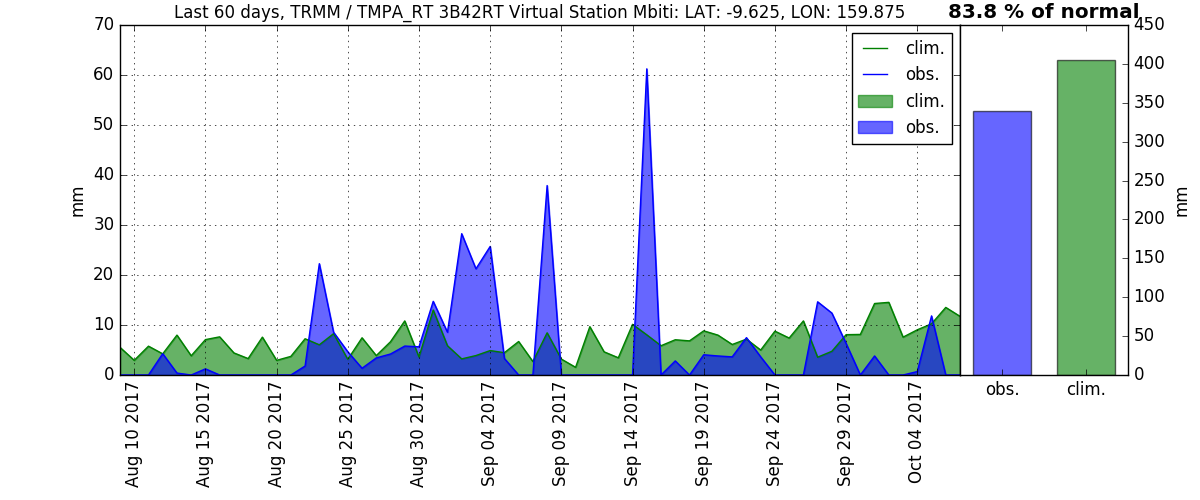 Last 60 days, TRMM / TMPA_RT 3B42RT Virtual Station Mbiti: LAT: -9.625, LON: 159.875
83.8 % of normal
70
60
50
40
30
20
10
0
mm
clim.
obs.
clim.
obs.
450
400
350
300
250
200
150
100
50
0
mm
obs.
clim.
Aug 10 2017
Aug 15 2017
Aug 20 2017
Aug 25 2017
Aug 30 2017
Sep 04 2017
Sep 09 2017
Sep 14 2017
Sep 19 2017
Sep 24 2017
Sep 29 2017
Oct 04 2017